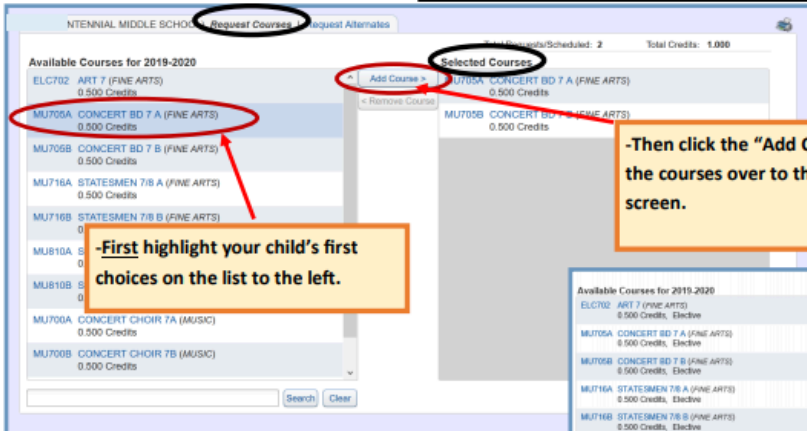 NTENNIAL MIDDLE SCHOO
Request Courses
Request Alternates
Total Requests/Scheduled: 2 Total Credits: 1.000
Available Courses for 2019-2020
ELC702 ART 7 (FINE ARTS)
0.500 Credits
MU705A CONCERT BD 7 A (FINE ARTS)
0.500 Credits
MU705B CONCERT BD 7 B (FINE ARTS)
0.500 Credits
MU716A STATESMEN 7/8 A (FINE ARTS)
0.500 Credits
MU716B STATESMEN 7/8 B (FINE ARTS)
0
MU810A S
0
MU810B S
0
MU700A CONCERT CHOIR 7A (MUSIC)
0.500 Credits
MU700B CONCERT CHOIR 7B (MUSIC)
0.500 Credits
Search Clear
Add Course >
< Remove Course
Selected Courses
MU705A CONCERT BD 7 A (FINE ARTS)
0.500 Credits
MU705B CONCERT BD 7 B (FINE ARTS)
0.500 Credits
-First highlight your child's first
choices on the list to the left.
-Then click the "Add C
the courses over to th
screen.
Available Courses for 2019-2020
ELC702 ART 7 (FINE ARTS)
0.500 Credits, Elective
MU705A CONCERT BD 7 A (FINE ARTS)
0.500 Credits, Elective
MU705B CONCERT BD 7 B (FINE ARTS)
0.500 Credits, Elective
MU716A STATESMEN 7/8 A (FINE ARTS)
0.500 Credits, Elective
MU716B STATESMEN 7/8 B (FINE ARTS)
0.500 Credits, Elective